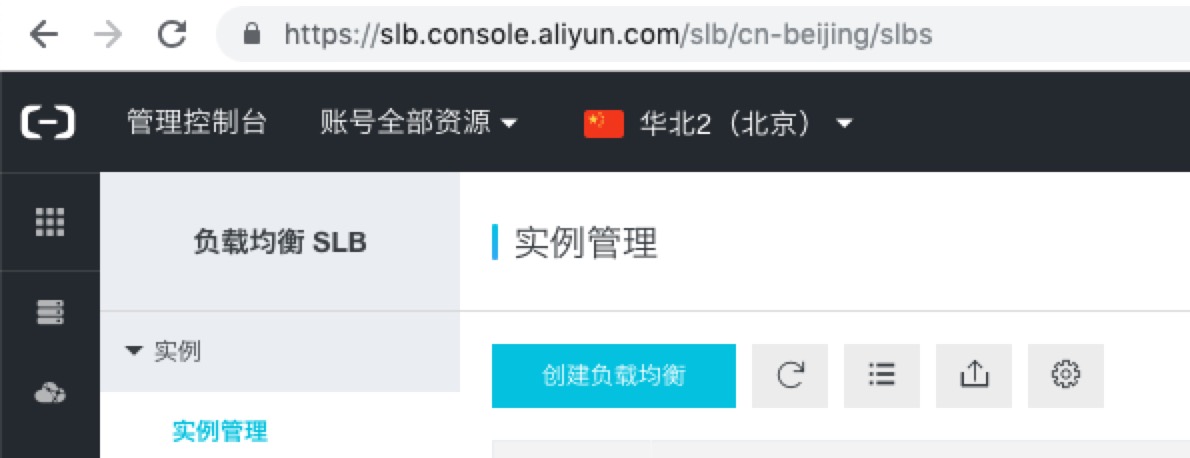 https://slb.console.aliyun.com/slb/cn-beijing/slbs
管理控制台 账号全部资源 华北2（北京）
负载均衡 SLB
实例管理
实例
创建负载均衡
实例管理